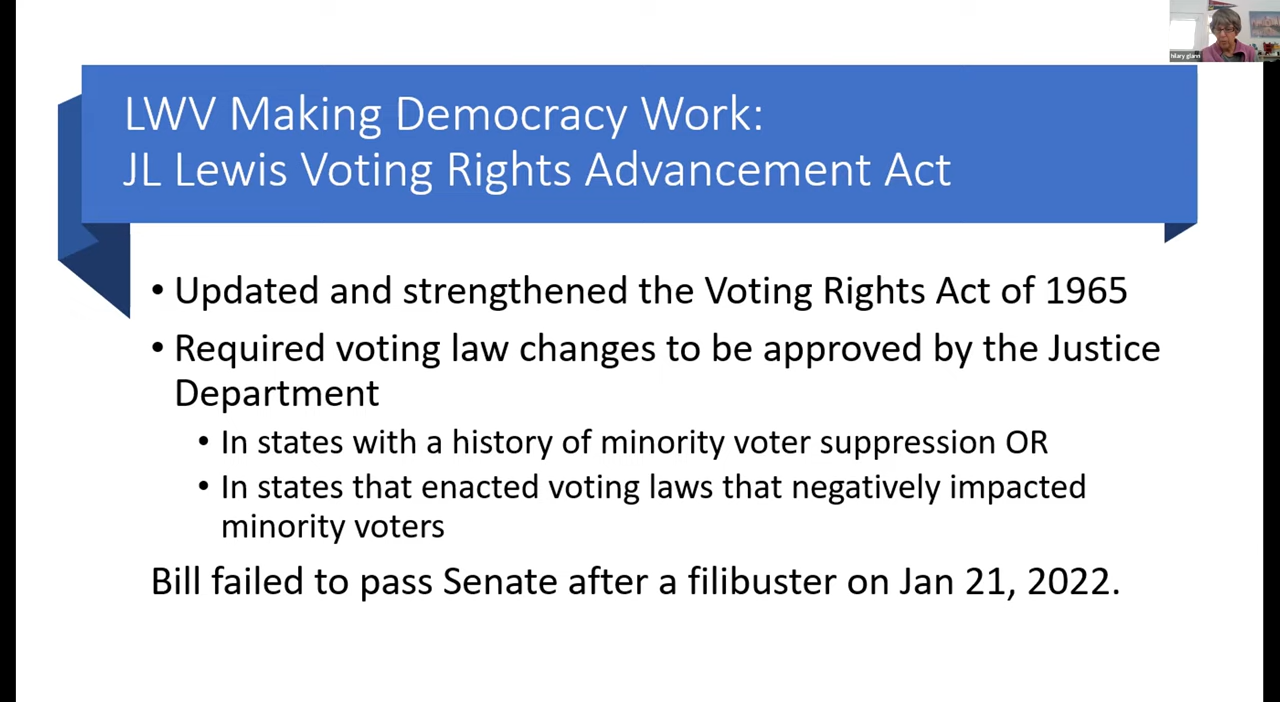 hilary glann
LWV Making Democracy Work:
JL Lewis Voting Rights Advancement Act
• Updated and strengthened the Voting Rights Act of 1965
• Required voting law changes to be approved by the Justice
Department
• In states with a history of minority voter suppression OR
• In states that enacted voting laws that negatively impacted
minority voters
Bill failed to pass Senate after a filibuster on Jan 21, 2022.